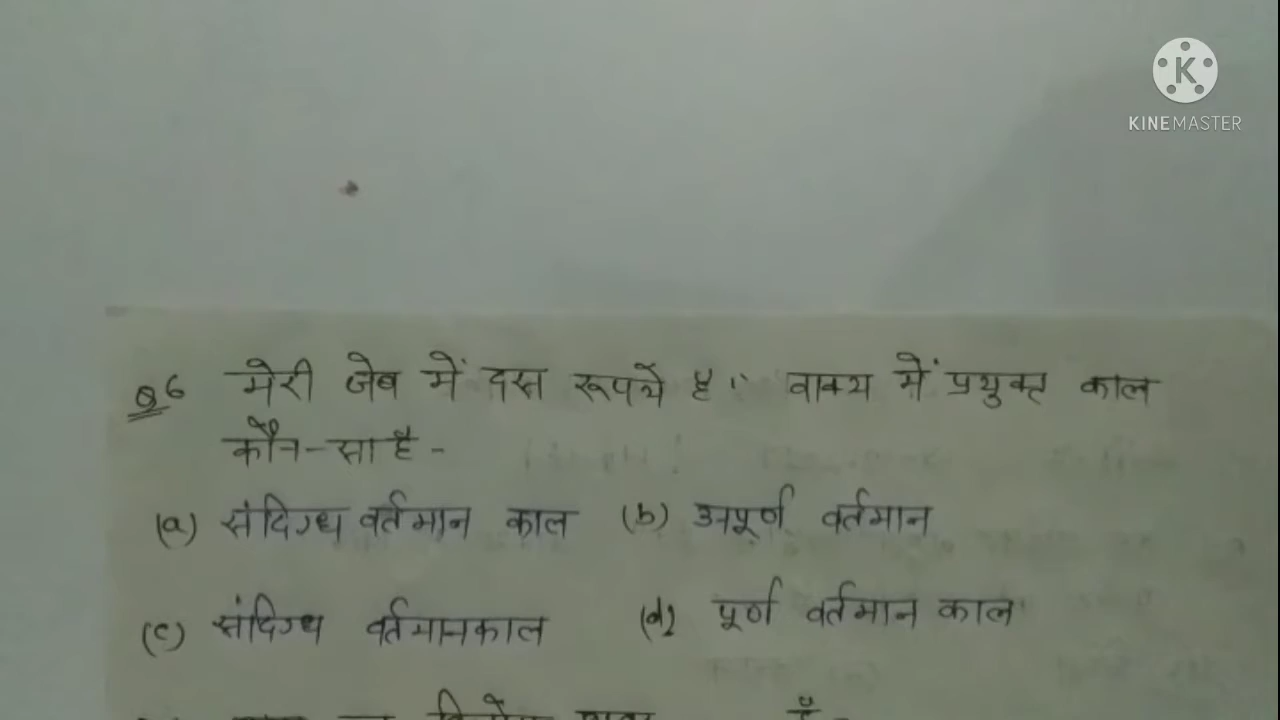 KINEMASTER
Q6 मेरी जेब में दस रूपये है। वाक्य में प्रयुक्त काल
कौन-सा है-
(a) संदिग्ध वर्तमान काल (b) अपूर्ण वर्तमान
(c) संदिग्ध वर्तमानकाल (d) पूर्ण वर्तमान काल